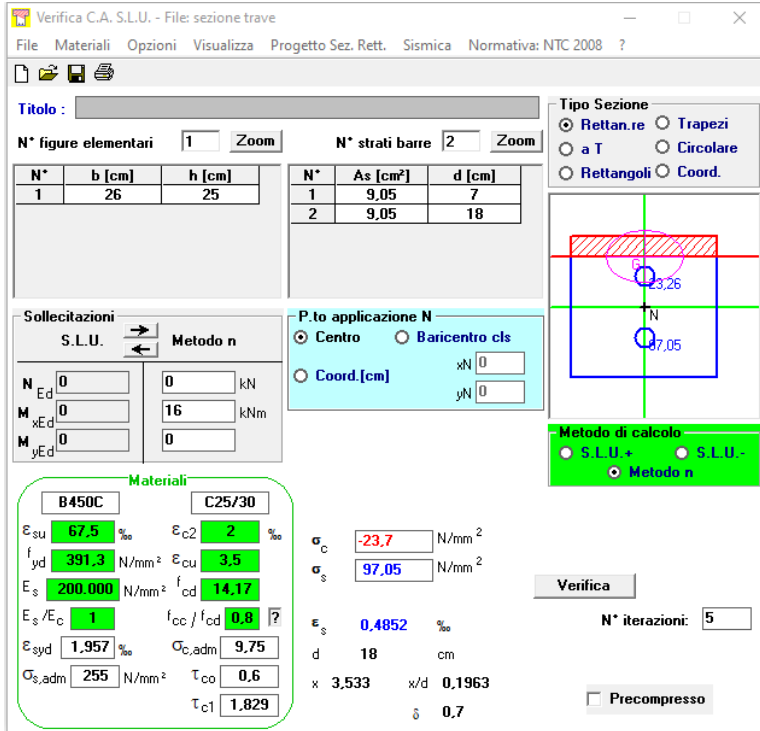 Verifica C.A. S.L.U. - File: sezione trave
File Materiali Opzioni Visualizza Progetto Sez. Rett. Sismica Normativa: NTC 2008 ?
Titolo :
N° figure elementari 1 Zoom
N° b [cm] h [cm]
1 26 25
N° strati barre 2 Zoom
N° As [cm²] d [cm]
1 9,05 7
2 9,05 18
Tipo Sezione
Rettan.re Trapezi
a T Circolare
Rettangoli Coord.
G
23,26
N
97,05
Sollecitazioni
S.L.U. Metodo n
N Ed 0 0 kN
M xEd 0 16 kNm
M yEd 0 0
P.to applicazione N
Centro Baricentro cls
Coord.[cm] xN 0
yN 0
Metodo di calcolo
S.L.U.+ S.L.U.-
Metodo n
Materiali
B450C C25/30
εsu 67,5 ‰ εc2 2 ‰
fyd 391,3 N/mm² εcu 3,5
Es 200.000 N/mm² fcd 14,17
Es/Ec 1 fcc / fcd 0,8 ?
εsyd 1,957 ‰ σc,adm 9,75
σs,adm 255 N/mm² τco 0,6
τc1 1,829
σc -23,7 N/mm²
σs 97,05 N/mm²
εs 0,4852 ‰
d 18 cm
x 3,533 x/d 0,1963
δ 0,7
Verifica
N° iterazioni: 5
Precompresso